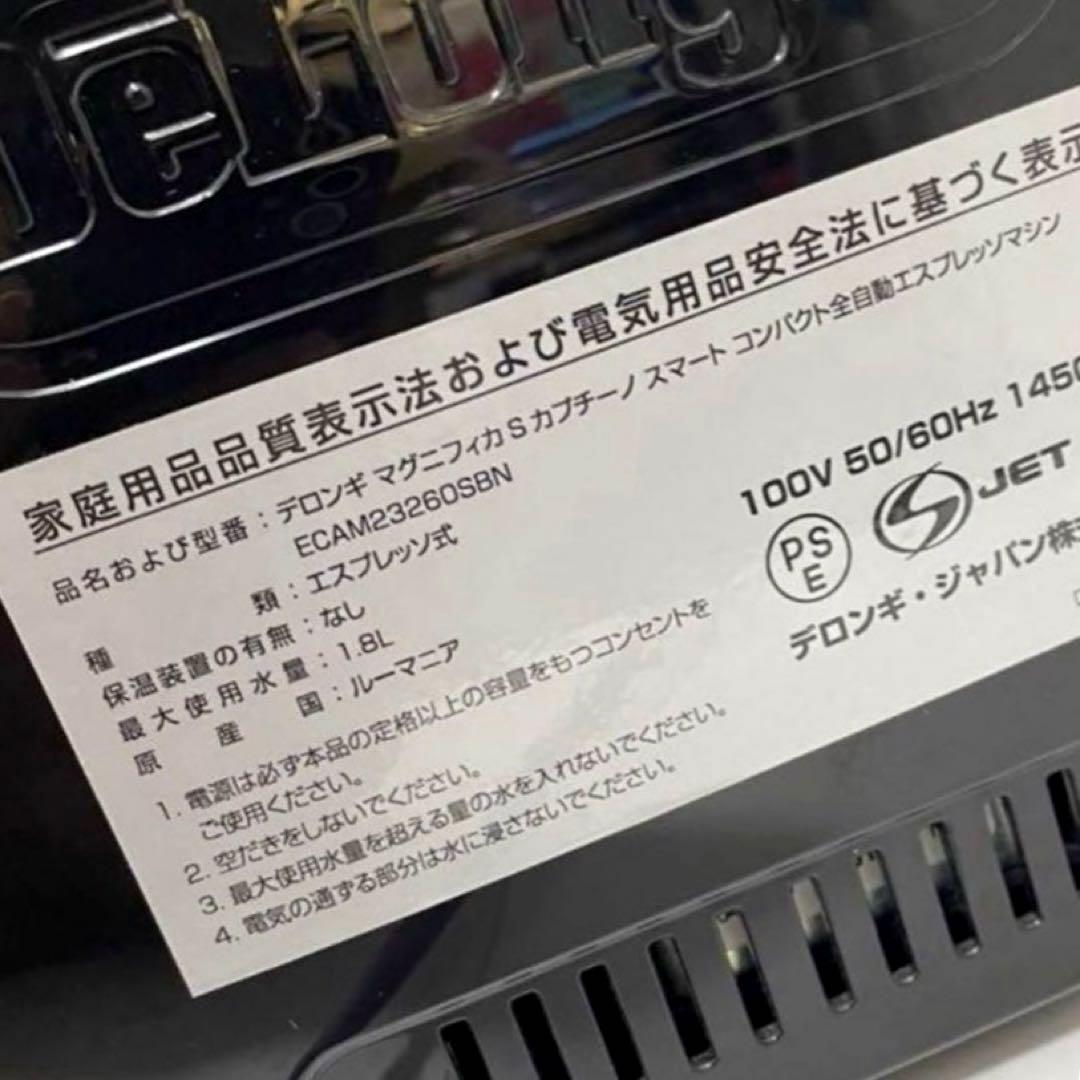 DeLonghi
家庭用品品質表示法および電気用品安全法に基づく表示
品名および型番：デロンギ マグニフィカ S カプチーノ スマート コンパクト全自動エスプレッソマシン
ECAM23260SBN
種類：エスプレッソ式
保温装置の有無：なし
最大使用水量：1.8L
原産国：ルーマニア
1. 電源は必ず本品の定格以上の容量をもつコンセントを
ご使用ください。
2. 空だきをしないでください。
3. 最大使用水量を超える量の水を入れないでください。
4. 電気の通ずる部分は水に浸さないでください。
100V 50/60Hz 1450
PS
E
JET
デロンギ・ジャパン株